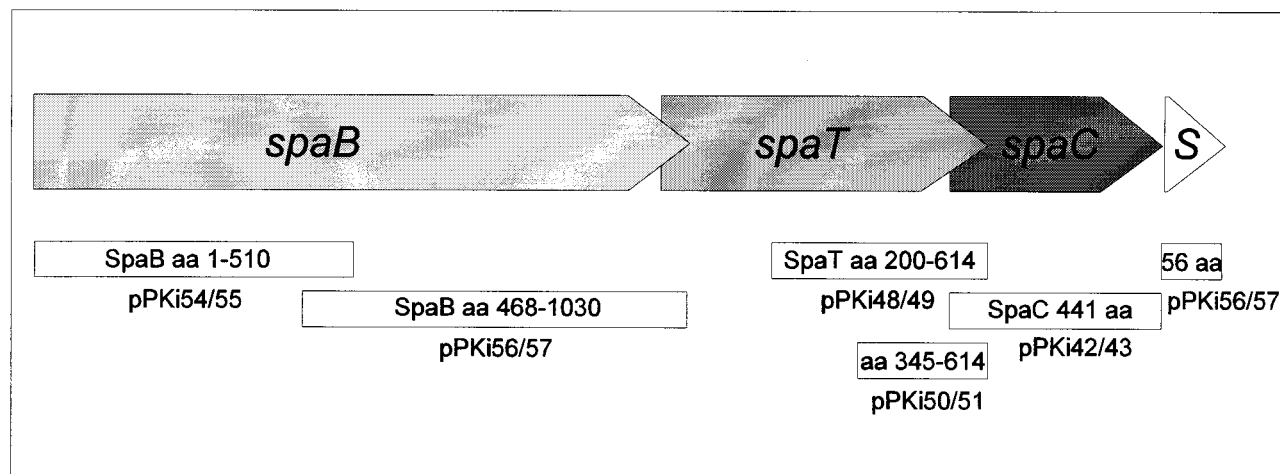 spaB spaT spaC S
SpaB aa 1-510
pPKi54/55
SpaB aa 468-1030
pPKi56/57
SpaT aa 200-614
pPKi48/49
aa 345-614
pPKi50/51
SpaC 441 aa
pPKi42/43
56 aa
pPKi56/57